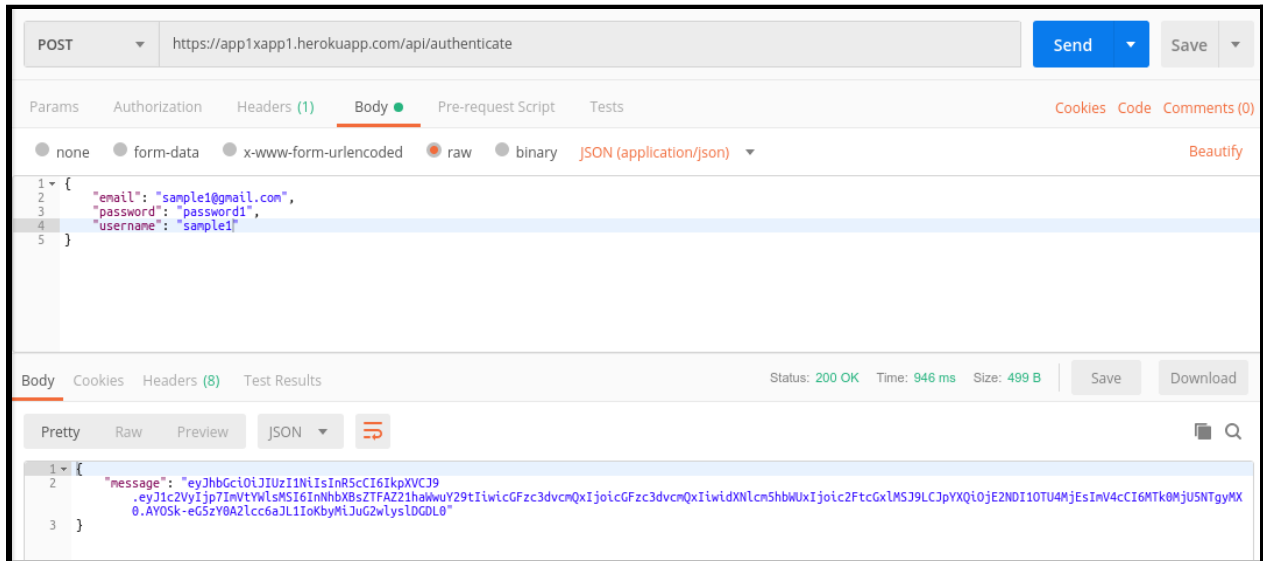 POST https://app1xapp1.herokuapp.com/api/authenticate Send Save
Params Authorization Headers (1) Body Pre-request Script Tests Cookies Code Comments (0)
none form-data x-www-form-urlencoded raw binary JSON (application/json) Beautify
1 {
2 "email": "sample1@gmail.com",
3 "password": "password1",
4 "username": "sample1"
5 }
Body Cookies Headers (8) Test Results Status: 200 OK Time: 946 ms Size: 499 B Save Download
Pretty Raw Preview JSON
1 {
2 "message": "eyJhbGciOiJIUzI1NiIsInR5cCI6IkpXVCJ9
.eyJ1c2VyIjp7ImVtYWlsMSI6InNhbXBsZTFAZ21haWwuY29tIiwicGFzc3dvcmQxIjoicGFzc3dvcmQxIiwidXNlcm5hbWUxIjoic2FtcGxlMSJ9LCJpYXQiOjE2NDI1OTU4MjEsImV4cCI6MTk0MjU5NTgyMX
0.AYOSk-eG5zY0A2lcc6aJL1IoKbyMiJuG2wlyslDGDL0"
3 }